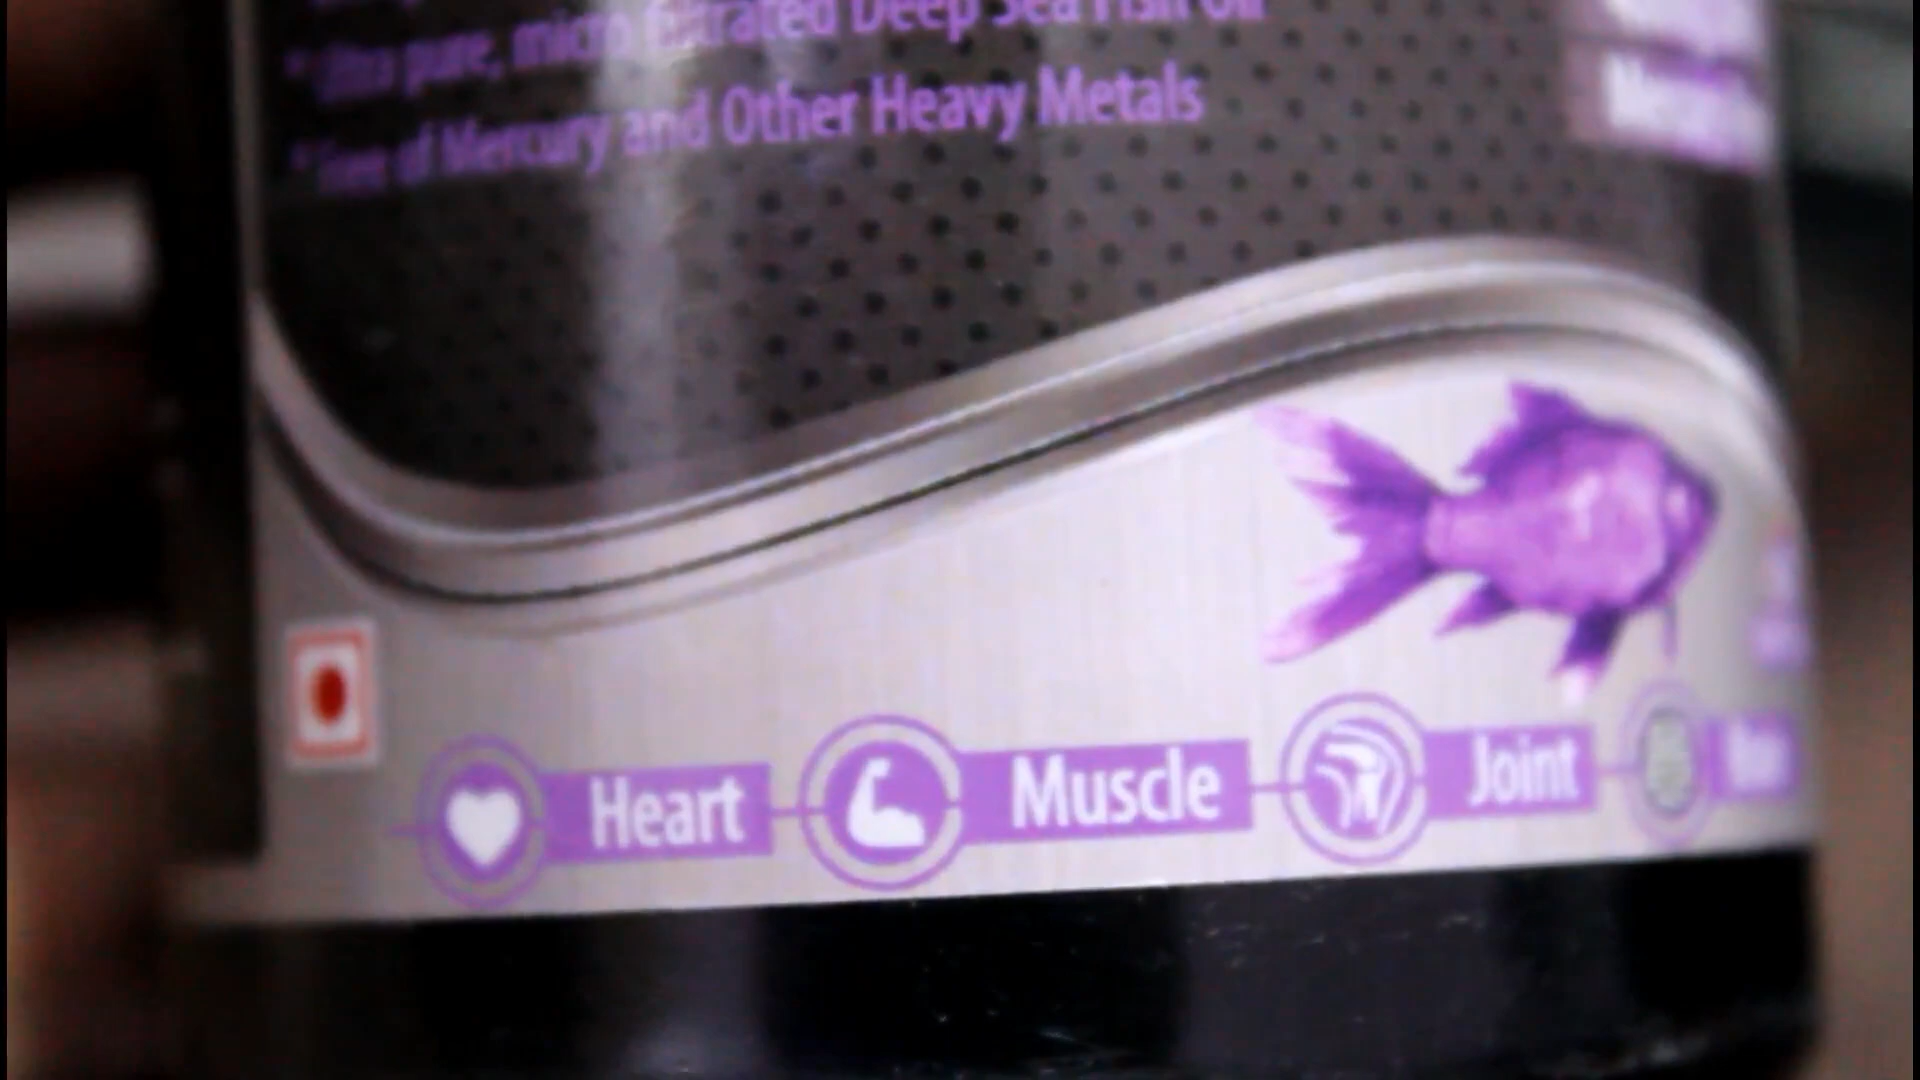 * Ultra pure, micro filtrated Deep Sea Fish Oil
* Free of Mercury and Other Heavy Metals
Heart
Muscle
Joint